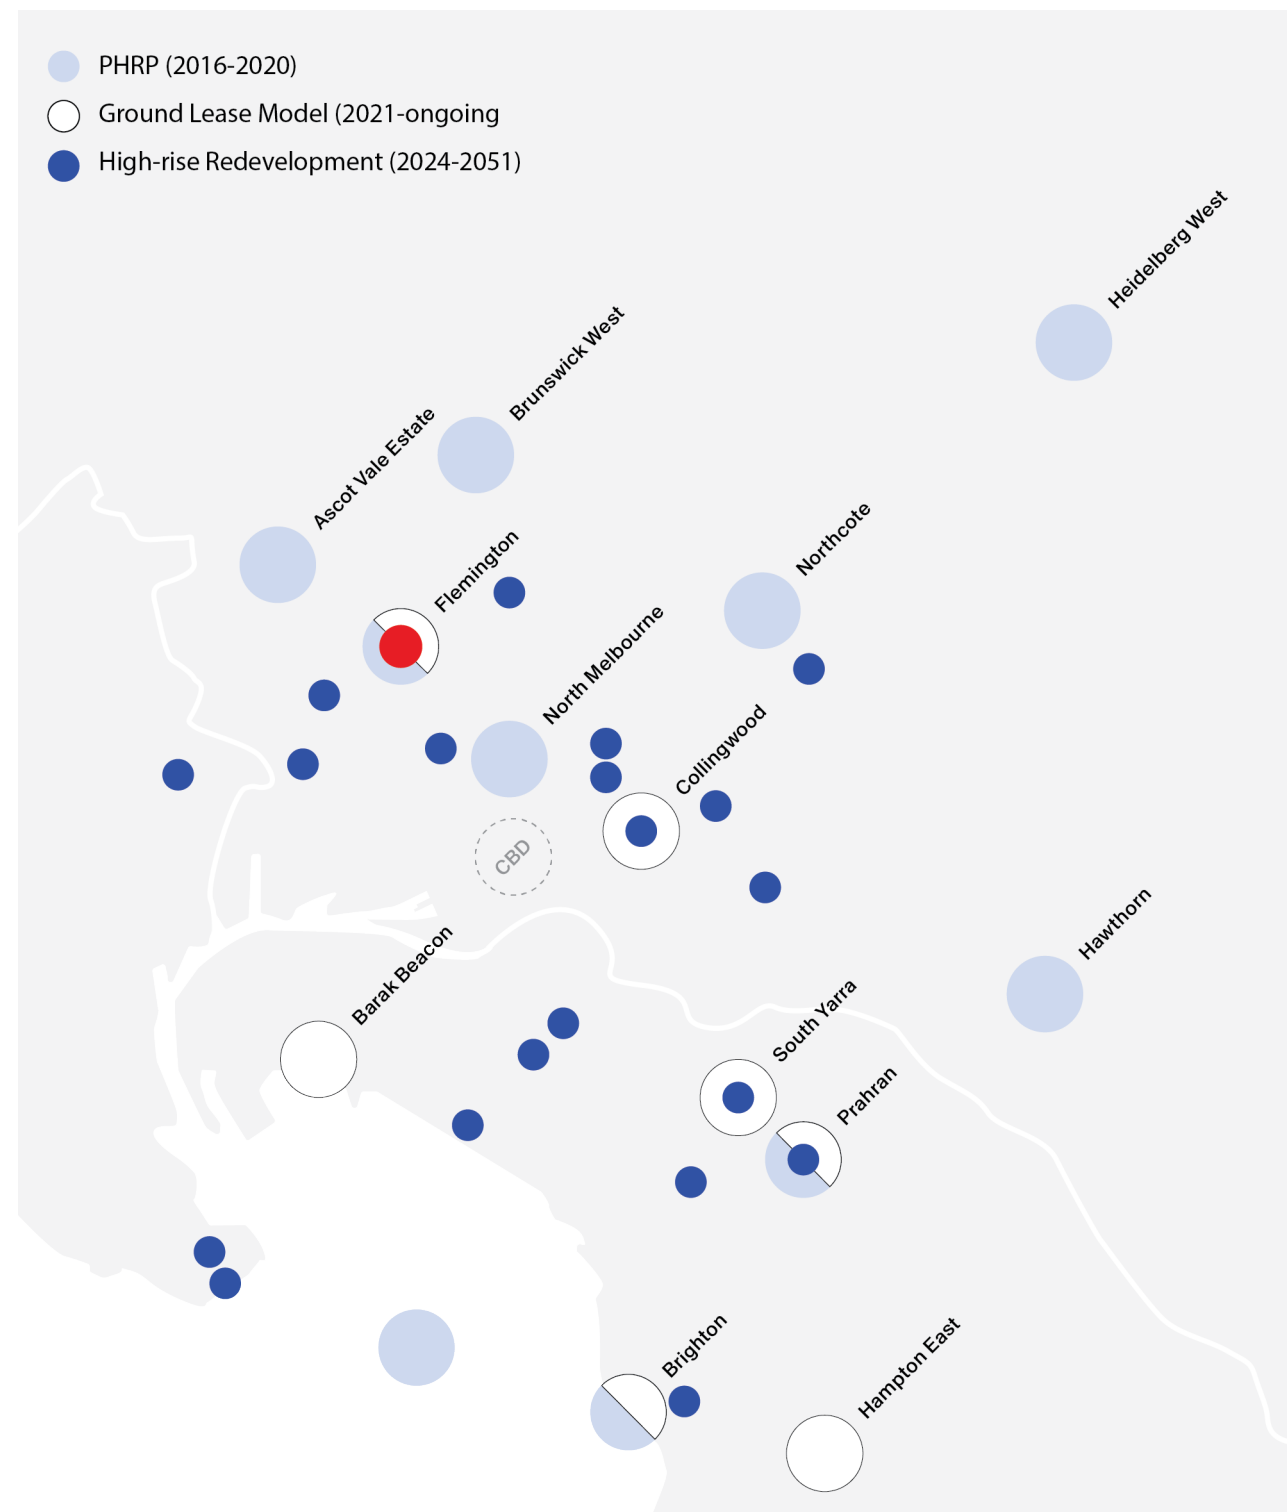 PHRP (2016-2020)
Ground Lease Model (2021-ongoing
High-rise Redevelopment (2024-2051)
Heidelberg West
Brunswick West
Ascot Vale Estate
Northcote
Flemington
North Melbourne
Collingwood
CBD
Hawthorn
Barak Beacon
South Yarra
Prahran
Brighton
Hampton East